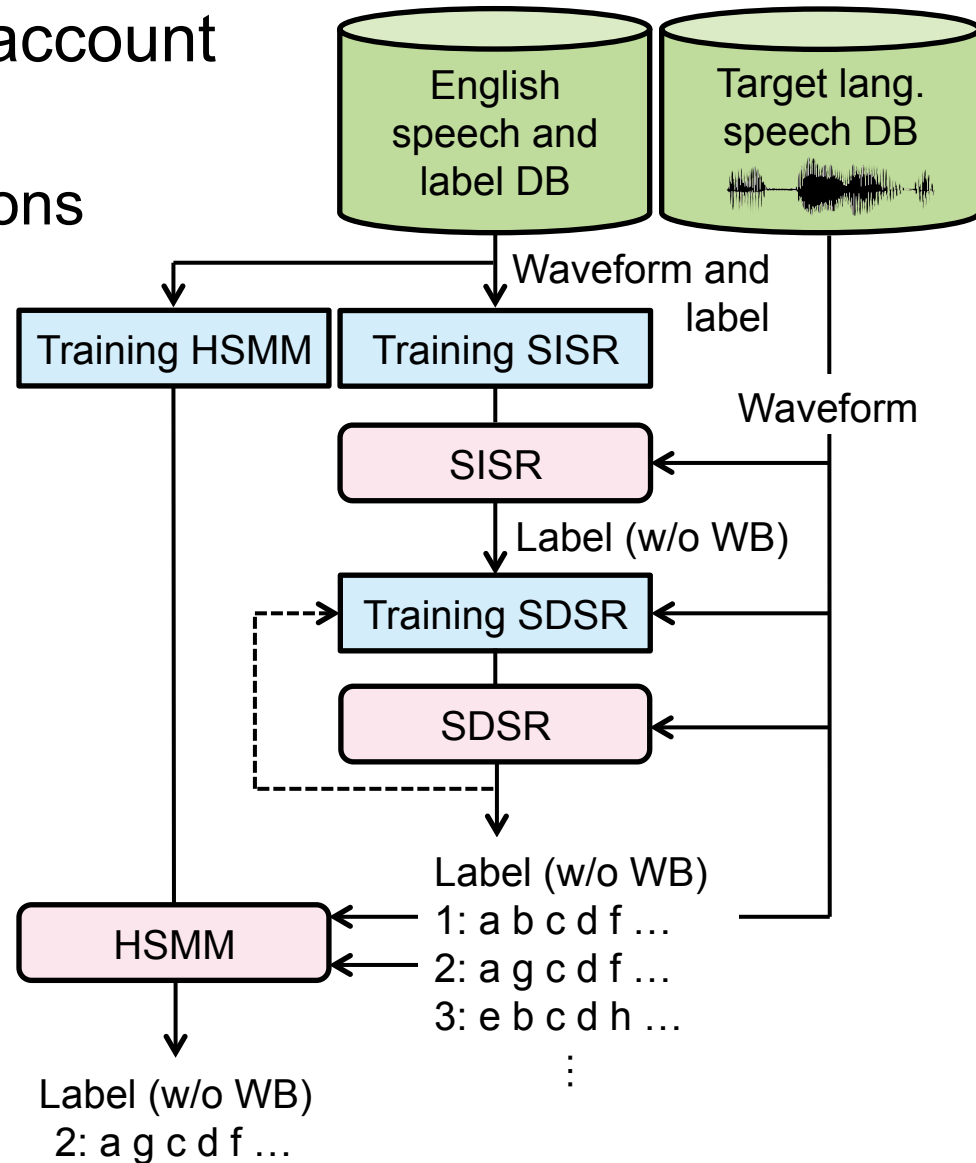 account
ons
English
speech and
label DB
Target lang.
speech DB
Waveform and
label
Training HSMM
Training SISR
Waveform
SISR
Label (w/o WB)
Training SDSR
SDSR
Label (w/o WB)
1: a b c d f …
2: a g c d f …
3: e b c d h …
⋮
HSMM
Label (w/o WB)
2: a g c d f …